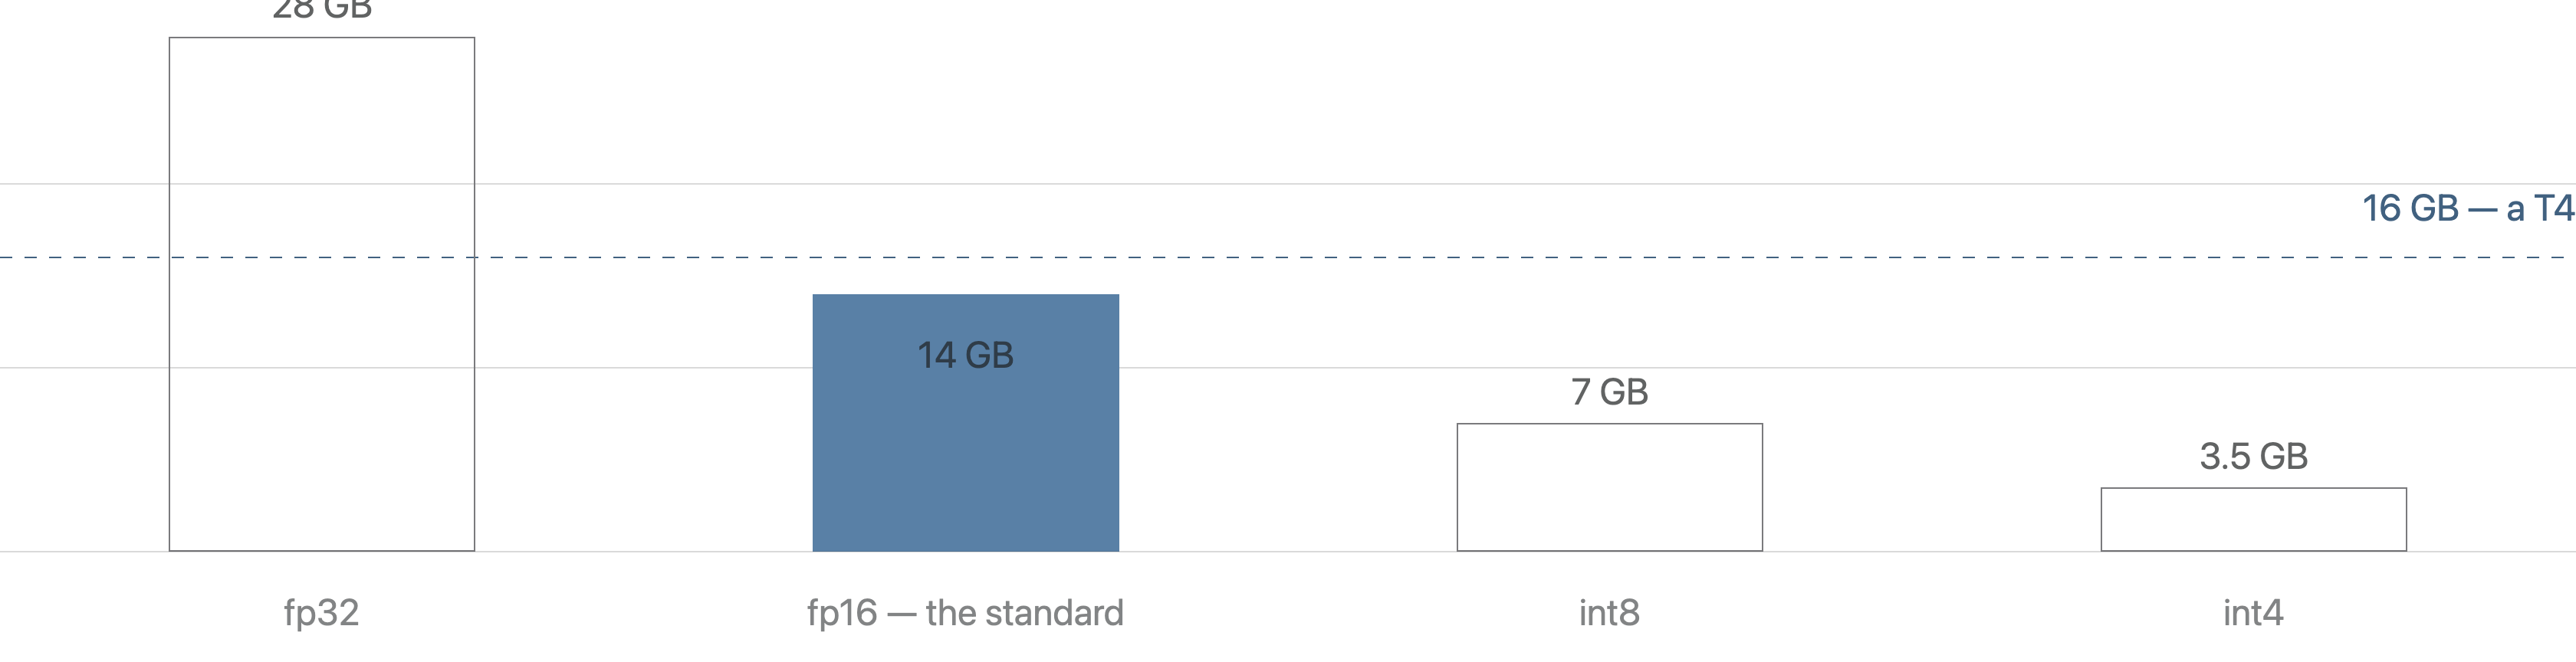 28 GB
16 GB — a T4
14 GB
7 GB
3.5 GB
fp32
fp16 — the standard
int8
int4